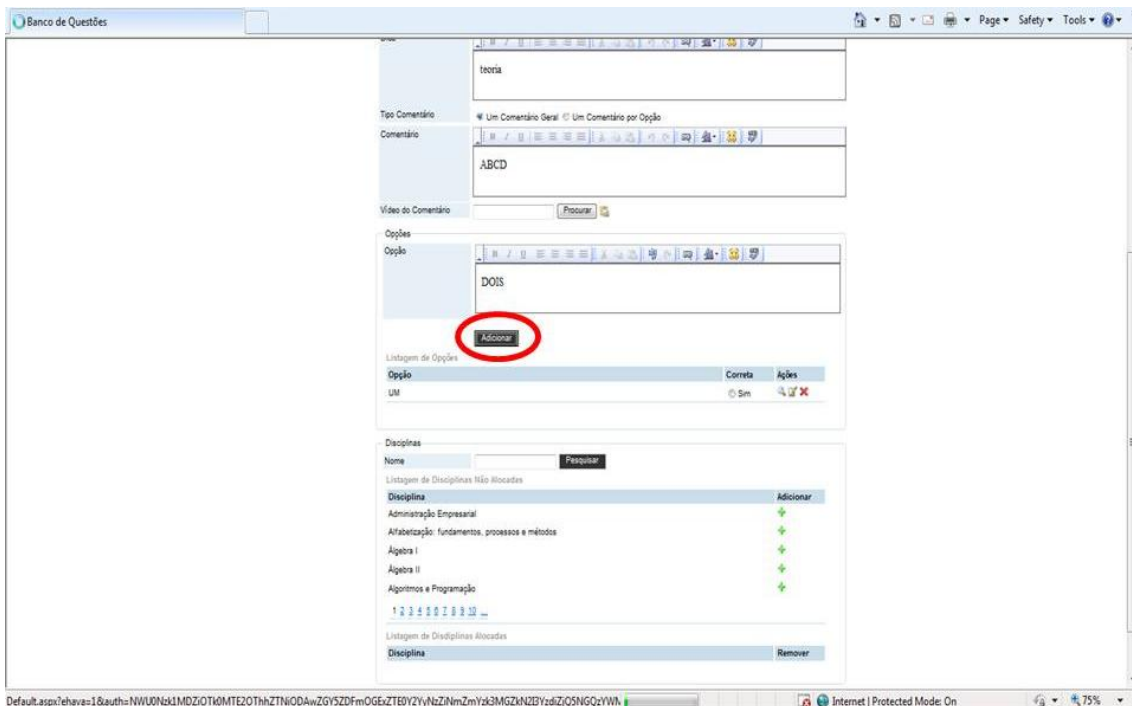 Banco de Questões
Page Safety Tools
teoria
Tipo Comentário Um Comentário Geral Um Comentário por Opção
Comentário
ABCD
Vídeo do Comentário Procurar
Opções
Opção
DOIS
Adicionar
Listagem de Opções
Opção Correta Ações
UM Sim
Disciplinas
Nome Pesquisar
Listagem de Disciplinas Não Alocadas
Disciplina Adicionar
Administração Empresarial
Alfabetização: fundamentos, processos e métodos
Álgebra I
Álgebra II
Algoritmos e Programação
1 2 3 4 5 6 7 8 9 10 ...
Listagem de Disdiplinas Alocadas
Disciplina Remover
Internet | Protected Mode: On 75%